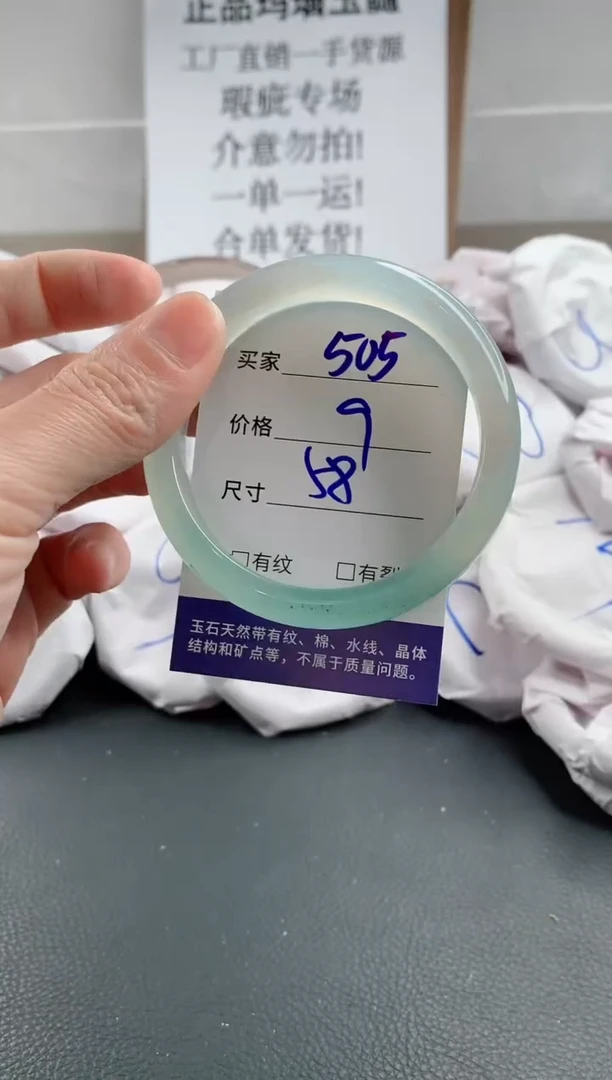 正品玛瑙玉镯
工厂直销一手货源
瑕疵专场
介意勿拍!
一单一运!
合单发货!
买家 505
价格 9
尺寸 58
□有纹 □有裂
玉石天然带有纹、棉、水线、晶体
结构和矿点等，不属于质量问题。